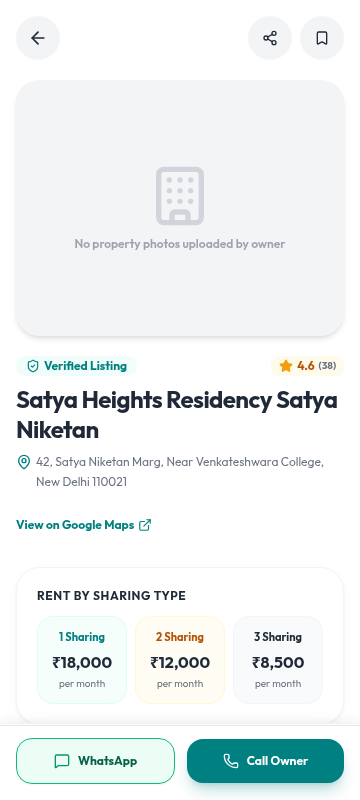 No property photos uploaded by owner
Verified Listing
4.6 (38)
Satya Heights Residency Satya
Niketan
42, Satya Niketan Marg, Near Venkateshwara College,
New Delhi 110021
View on Google Maps
RENT BY SHARING TYPE
1 Sharing
₹18,000
per month
2 Sharing
₹12,000
per month
3 Sharing
₹8,500
per month
WhatsApp
Call Owner